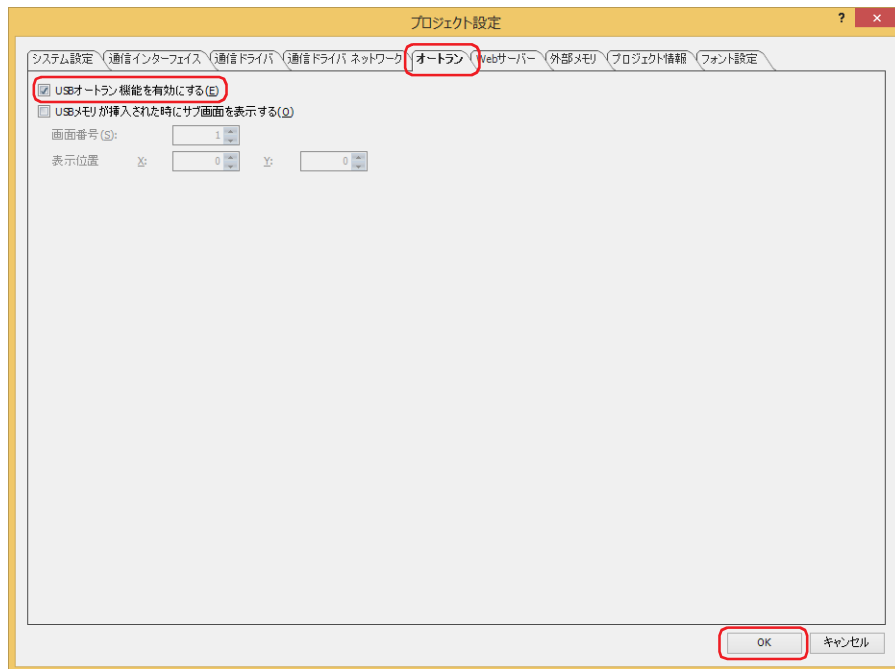 プロジェクト設定
? ×
システム設定 通信インターフェイス 通信ドライバ 通信ドライバ ネットワーク オートラン Webサーバー 外部メモリ プロジェクト情報 フォント設定
USBオートラン機能を有効にする(E)
USBメモリが挿入された時にサブ画面を表示する(O)
画面番号(S): 1
表示位置 X: 0 Y: 0
OK キャンセル